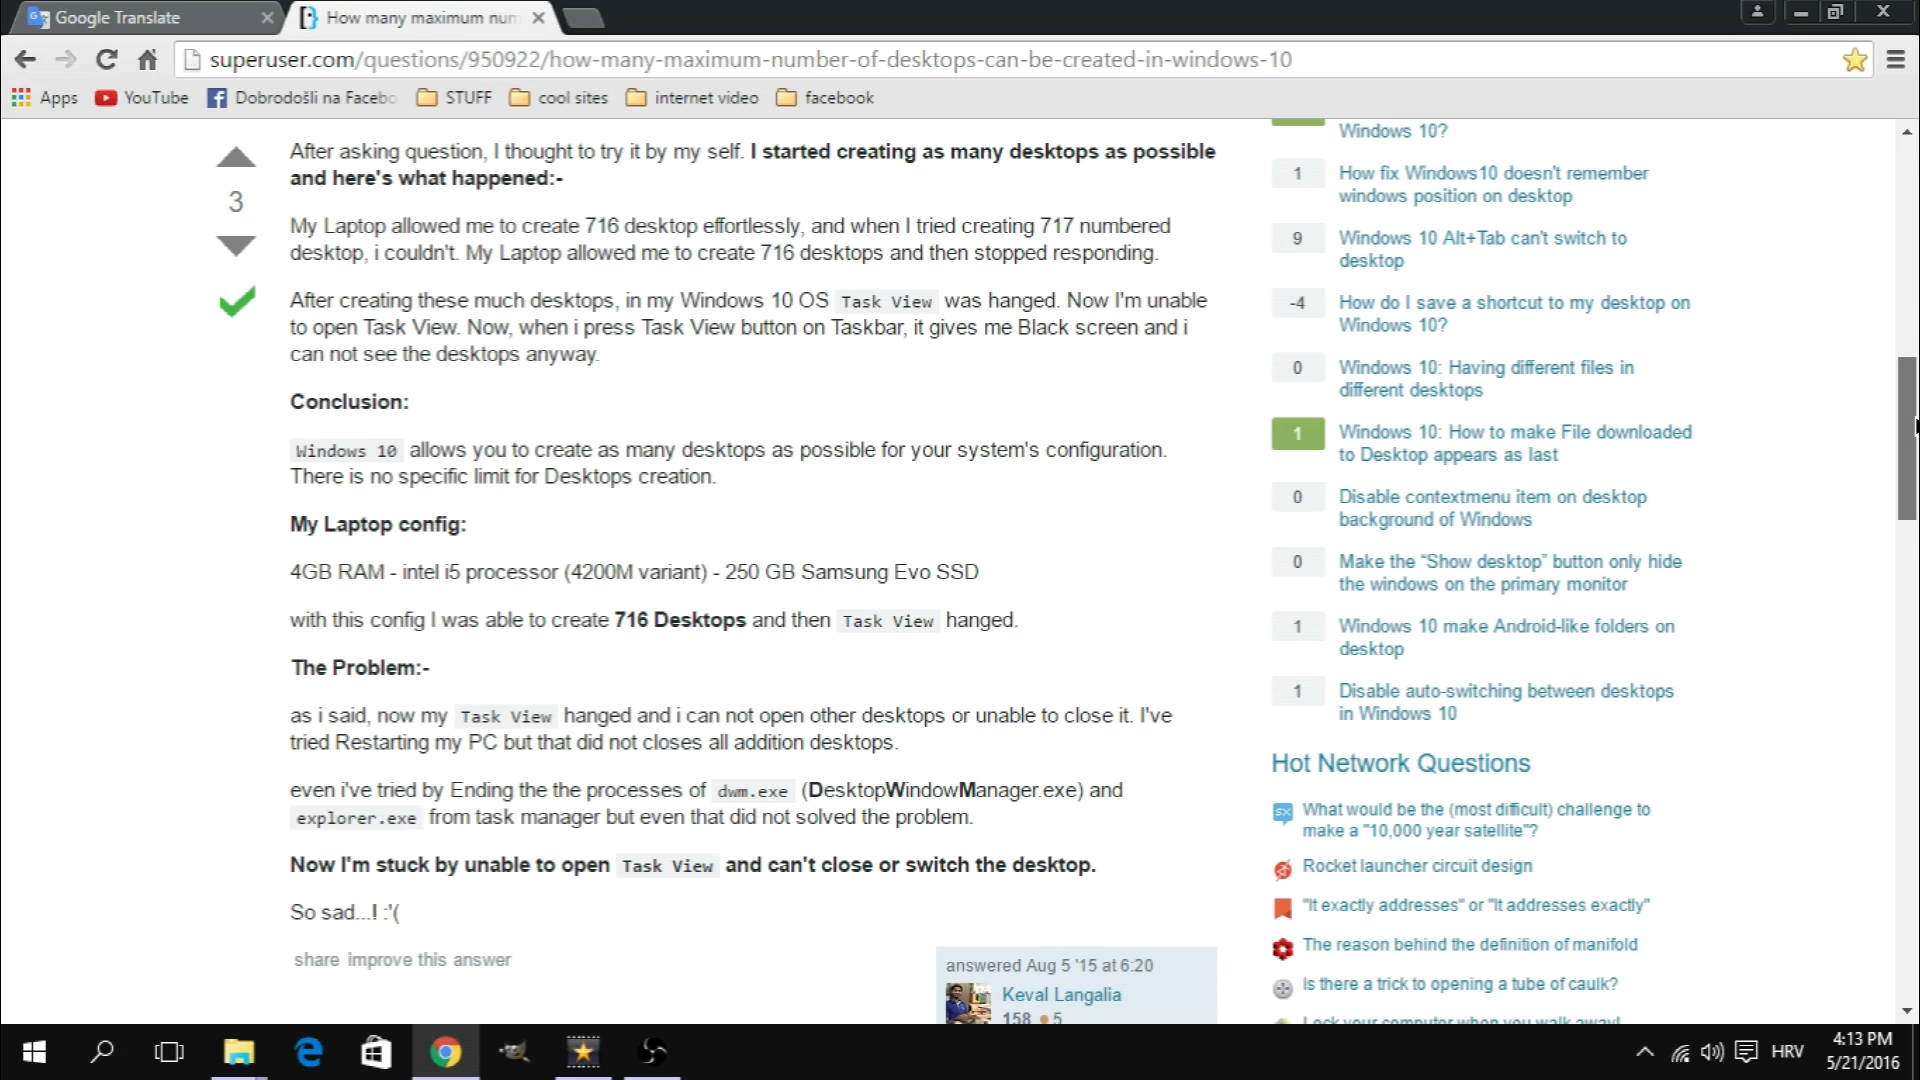 Google Translate
How many maximum num
superuser.com/questions/950922/how-many-maximum-number-of-desktops-can-be-created-in-windows-10
Apps
YouTube
Dobrodošli na Facebo
STUFF
cool sites
internet video
facebook
After asking question, I thought to try it by my self. I started creating as many desktops as possible
and here's what happened:-
3
My Laptop allowed me to create 716 desktop effortlessly, and when I tried creating 717 numbered
desktop, i couldn't. My Laptop allowed me to create 716 desktops and then stopped responding.
After creating these much desktops, in my Windows 10 OS Task View was hanged. Now I'm unable
to open Task View. Now, when i press Task View button on Taskbar, it gives me Black screen and i
can not see the desktops anyway.
Conclusion:
Windows 10 allows you to create as many desktops as possible for your system's configuration.
There is no specific limit for Desktops creation.
My Laptop config:
4GB RAM - intel i5 processor (4200M variant) - 250 GB Samsung Evo SSD
with this config I was able to create 716 Desktops and then Task View hanged.
The Problem:-
as i said, now my Task View hanged and i can not open other desktops or unable to close it. I've
tried Restarting my PC but that did not closes all addition desktops.
even i've tried by Ending the the processes of dwm.exe (DesktopWindowManager.exe) and
explorer.exe from task manager but even that did not solved the problem.
Now I'm stuck by unable to open Task View and can't close or switch the desktop.
So sad...! :'(
share improve this answer
answered Aug 5 '15 at 6:20
Keval Langalia
158 ●5
Windows 10?
1
How fix Windows10 doesn't remember
windows position on desktop
9
Windows 10 Alt+Tab can't switch to
desktop
-4
How do I save a shortcut to my desktop on
Windows 10?
0
Windows 10: Having different files in
different desktops
1
Windows 10: How to make File downloaded
to Desktop appears as last
0
Disable contextmenu item on desktop
background of Windows
0
Make the “Show desktop” button only hide
the windows on the primary monitor
1
Windows 10 make Android-like folders on
desktop
1
Disable auto-switching between desktops
in Windows 10
Hot Network Questions
What would be the (most difficult) challenge to
make a "10,000 year satellite"?
Rocket launcher circuit design
"It exactly addresses" or "It addresses exactly"
The reason behind the definition of manifold
Is there a trick to opening a tube of caulk?
Lock your computer when you walk away!
HRV
4:13 PM
5/21/2016